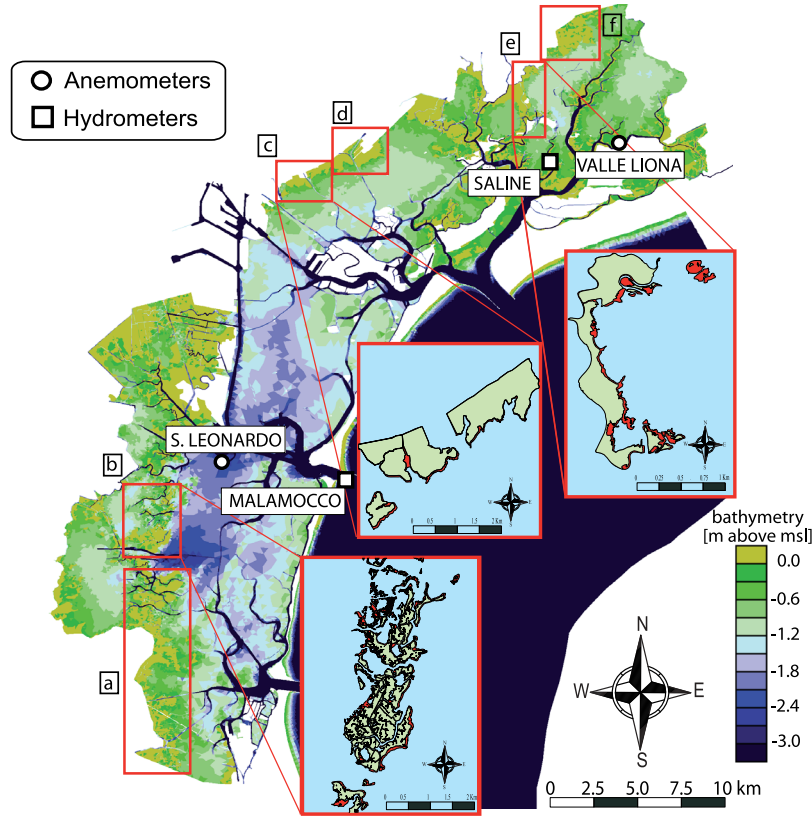 f
e
Anemometers
Hydrometers
d
c
VALLE LIONA
SALINE
N
W E
S
0 0.25 0.5 0.75 1 Km
S. LEONARDO
b
MALAMOCCO
N
W E
S
0 0.5 1 1.5 2 Km
bathymetry
[m above msl]
0.0
-0.6
-1.2
-1.8
-2.4
-3.0
a
N
W E
S
N
W E
S
0 0.5 1 1.5 2 Km
0 2.5 5.0 7.5 10 km